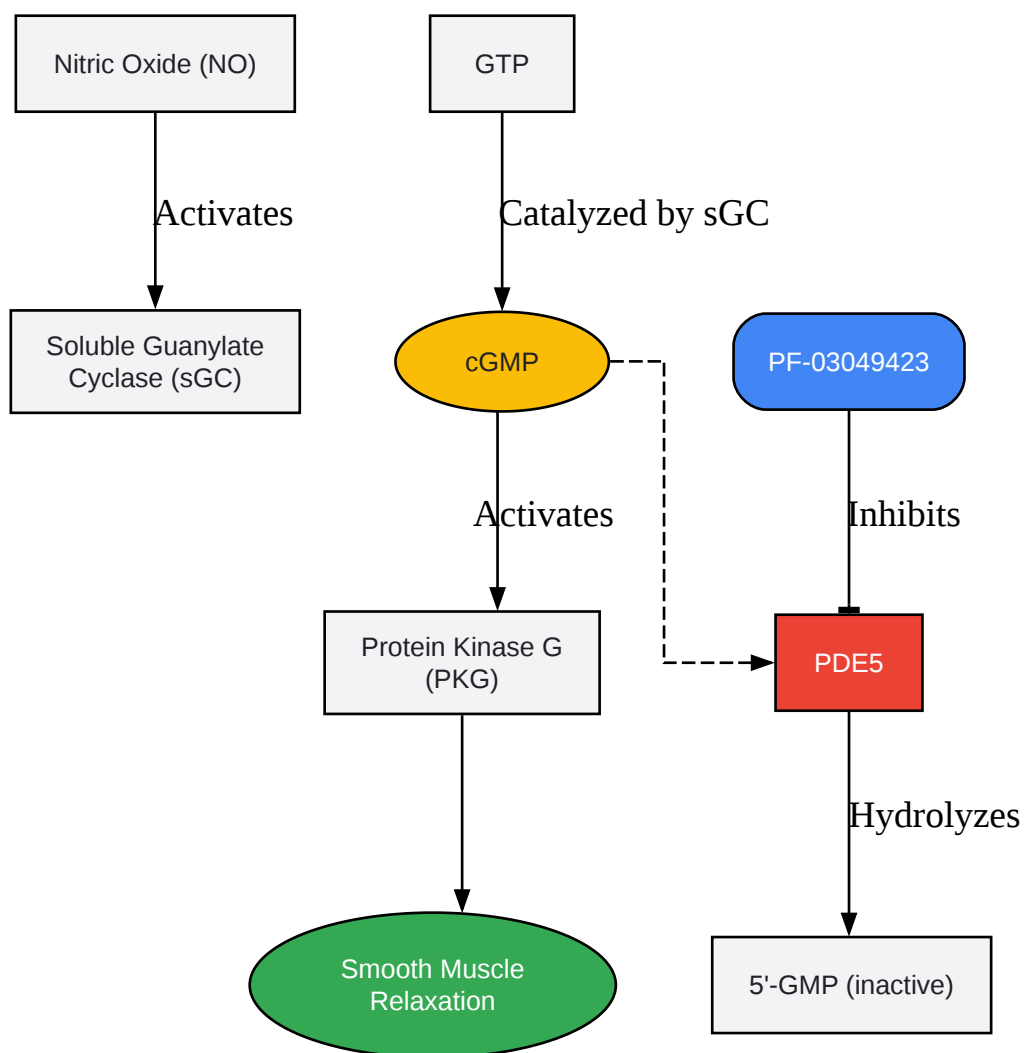 Nitric Oxide (NO)
GTP
Activates
Catalyzed by sGC
Soluble Guanylate
Cyclase (sGC)
cGMP
PF-03049423
Activates
Inhibits
Protein Kinase G
(PKG)
PDE5
Hydrolyzes
Smooth Muscle
Relaxation
5'-GMP (inactive)